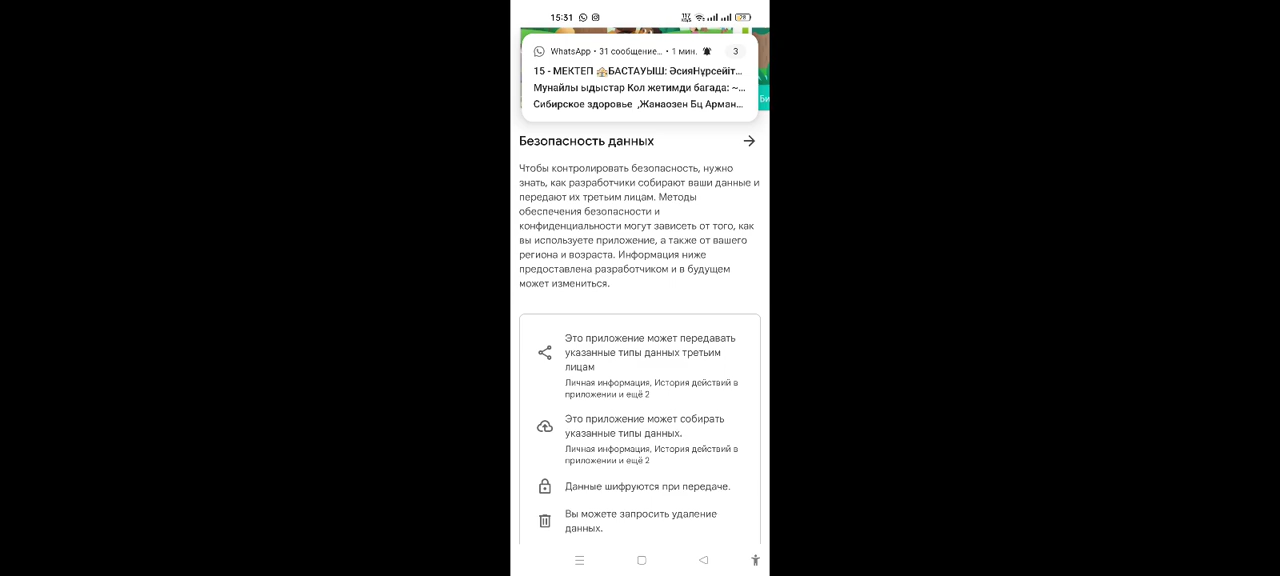 15:31
WhatsApp • 31 сообщение... • 1 мин. 3
15 - МЕКТЕП 🏫БАСТАУЫШ: ӘсияНұрсейіт...
Мунайлы ыдыстар Кол жетимди багада: ~...
Сибирское здоровье ,Жанаозен Бц Арман...
Би
Безопасность данных
Чтобы контролировать безопасность, нужно
знать, как разработчики собирают ваши данные и
передают их третьим лицам. Методы
обеспечения безопасности и
конфиденциальности могут зависеть от того, как
вы используете приложение, а также от вашего
региона и возраста. Информация ниже
предоставлена разработчиком и в будущем
может измениться.
Это приложение может передавать
указанные типы данных третьим
лицам
Личная информация, История действий в
приложении и ещё 2
Это приложение может собирать
указанные типы данных.
Личная информация, История действий в
приложении и ещё 2
Данные шифруются при передаче.
Вы можете запросить удаление
данных.